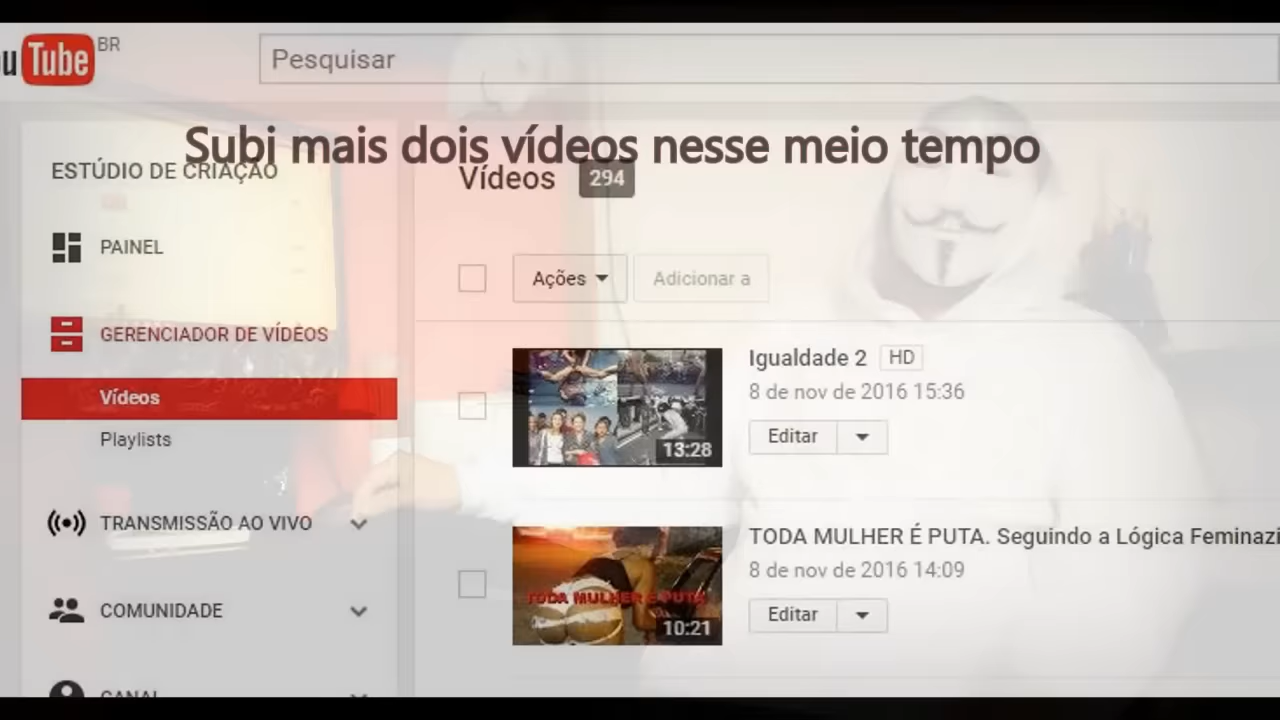 ou Tube BR
Pesquisar
Subi mais dois vídeos nesse meio tempo
ESTÚDIO DE CRIAÇÃO
PAINEL
GERENCIADOR DE VÍDEOS
Vídeos
Playlists
TRANSMISSÃO AO VIVO
COMUNIDADE
CANAL
Vídeos 294
Ações
Adicionar a
Igualdade 2 HD
8 de nov de 2016 15:36
Editar
13:28
TODA MULHER É PUTA. Seguindo a Lógica Feminazi
8 de nov de 2016 14:09
Editar
TODA MULHER É PUTA
10:21